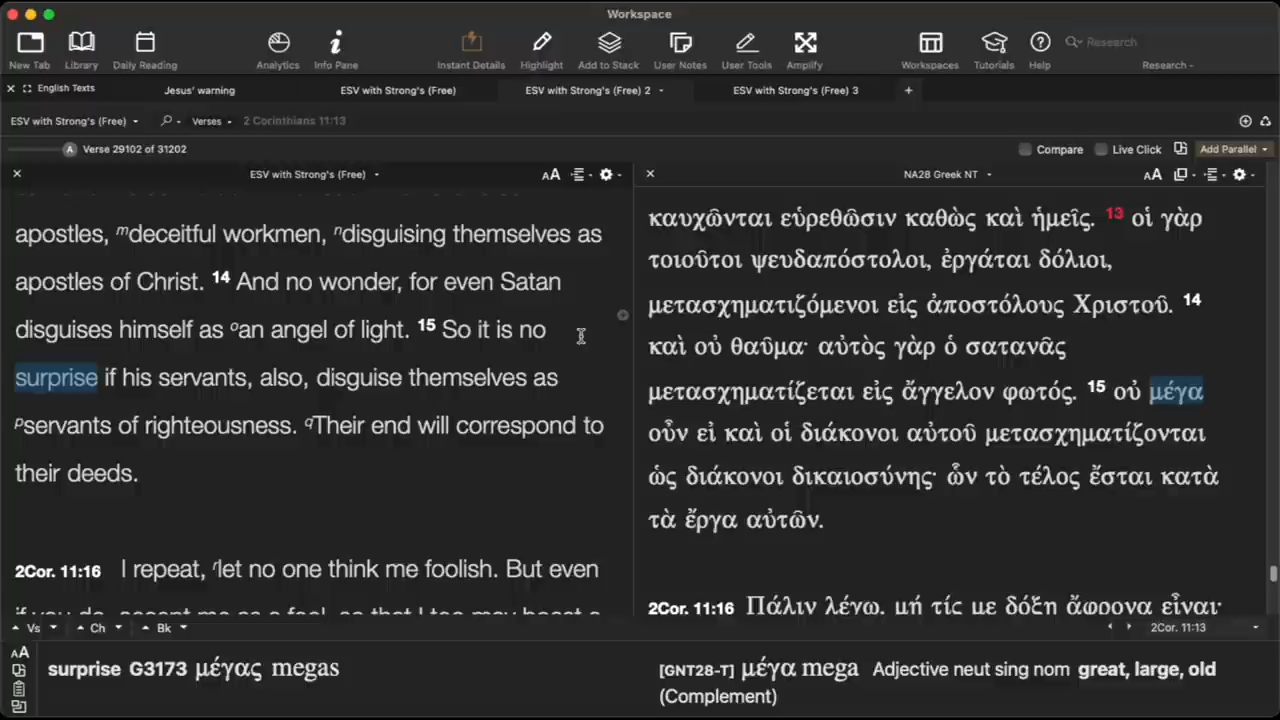 Workspace
New Tab Library Daily Reading Analytics Info Pane Instant Details Highlight Add to Stack User Notes User Tools Amplify Workspaces Tutorials Help Research
Research
English Texts Jesus' warning ESV with Strong's (Free) ESV with Strong's (Free) 2 ESV with Strong's (Free) 3 +
ESV with Strong's (Free) Verses 2 Corinthians 11:13
A Verse 29102 of 31202 Compare Live Click Add Parallel
ESV with Strong's (Free) AA
apostles, mdeceitful workmen, ndisguising themselves as
apostles of Christ. 14 And no wonder, for even Satan
disguises himself as oan angel of light. 15 So it is no
surprise if his servants, also, disguise themselves as
pservants of righteousness. qTheir end will correspond to
their deeds.
2Cor. 11:16 I repeat, rlet no one think me foolish. But even
NA28 Greek NT AA
καυχῶνται εὑρεθῶσιν καθὼς καὶ ἡμεῖς. 13 οἱ γὰρ
τοιοῦτοι ψευδαπόστολοι, ἐργάται δόλιοι,
μετασχηματιζόμενοι εἰς ἀποστόλους Χριστοῦ. 14
καὶ οὐ θαῦμα· αὐτὸς γὰρ ὁ σατανᾶς
μετασχηματίζεται εἰς ἄγγελον φωτός. 15 οὐ μέγα
οὖν εἰ καὶ οἱ διάκονοι αὐτοῦ μετασχηματίζονται
ὡς διάκονοι δικαιοσύνης· ὧν τὸ τέλος ἔσται κατὰ
τὰ ἔργα αὐτῶν.
2Cor. 11:16 Πάλιν λέγω, μή τίς με δόξῃ ἄφρονα εἶναι·
Vs Ch Bk 2Cor. 11:13
AA
surprise G3173 μέγας megas
[GNT28-T] μέγα mega Adjective neut sing nom great, large, old
(Complement)